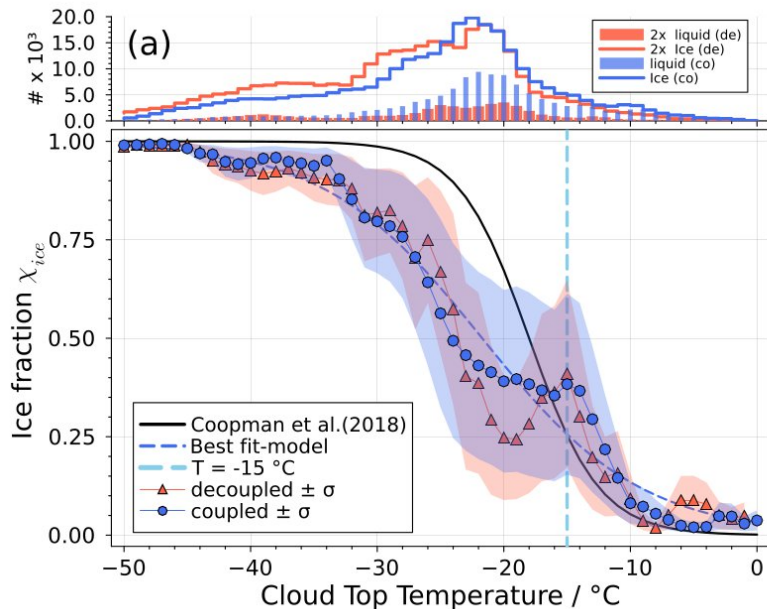 (a)
# x 10³
20.0
15.0
10.0
5.0
0.0
2x liquid (de)
2x Ice (de)
liquid (co)
Ice (co)
Ice fraction χice
1.00
0.75
0.50
0.25
0.00
Coopman et al.(2018)
Best fit-model
T = -15 °C
decoupled ± σ
coupled ± σ
−50 −40 −30 −20 −10 0
Cloud Top Temperature / °C